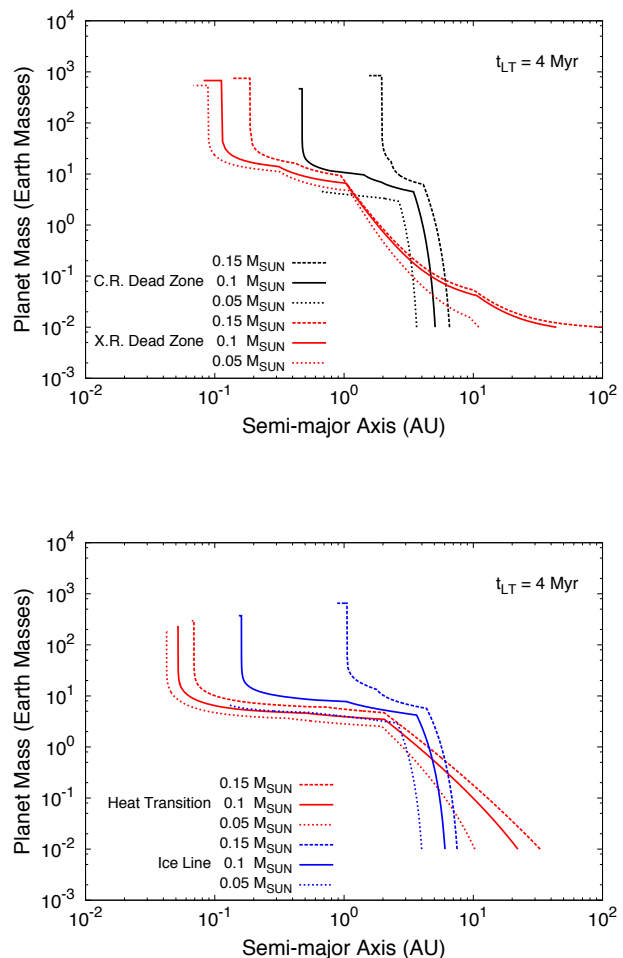 10^4
10^3
10^2
10^1
10^0
10^-1
10^-2
10^-3
Planet Mass (Earth Masses)
t_LT = 4 Myr
0.15 M_SUN
C.R. Dead Zone 0.1 M_SUN
0.05 M_SUN
0.15 M_SUN
X.R. Dead Zone 0.1 M_SUN
0.05 M_SUN
10^-2 10^-1 10^0 10^1 10^2
Semi-major Axis (AU)
10^4
10^3
10^2
10^1
10^0
10^-1
10^-2
10^-3
Planet Mass (Earth Masses)
t_LT = 4 Myr
0.15 M_SUN
Heat Transition 0.1 M_SUN
0.05 M_SUN
0.15 M_SUN
Ice Line 0.1 M_SUN
0.05 M_SUN
10^-2 10^-1 10^0 10^1 10^2
Semi-major Axis (AU)